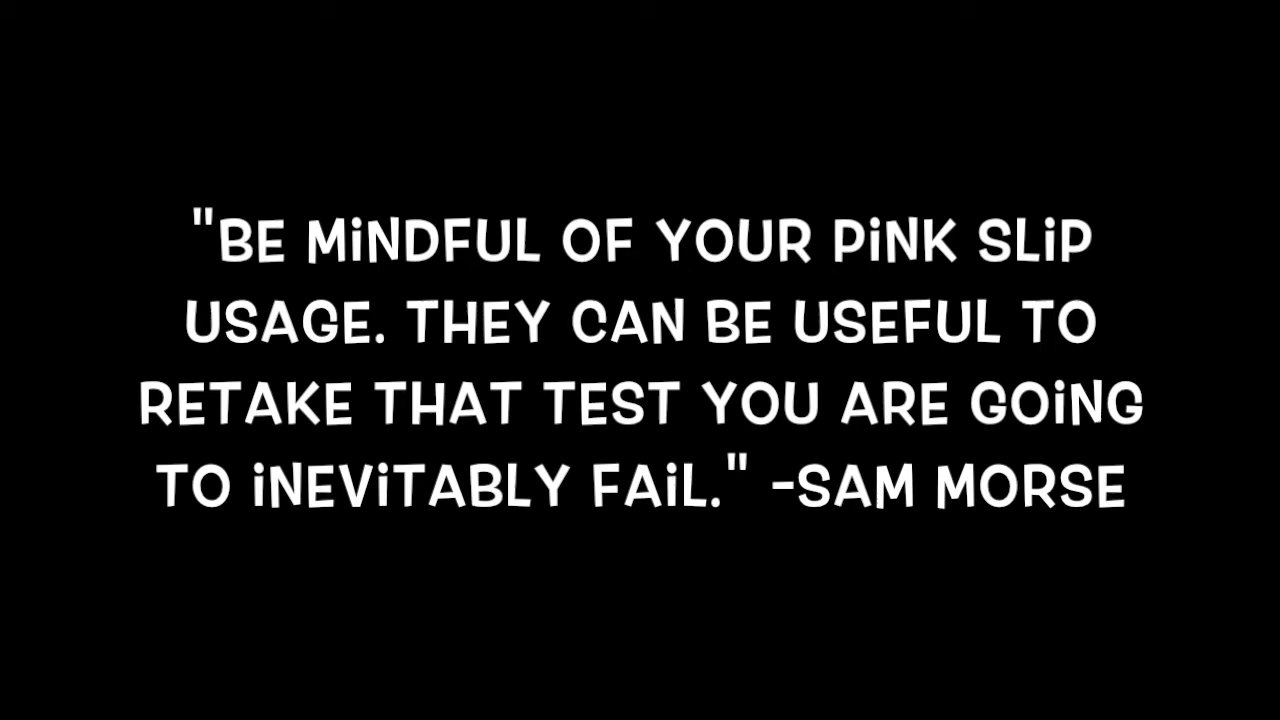 "BE MiNDFUL OF YOUR PiNK SLiP
USAGE. THEY CAN BE USEFUL TO
RETAKE THAT TEST YOU ARE GOiNG
TO iNEViTABLY FAiL." -SAM MORSE